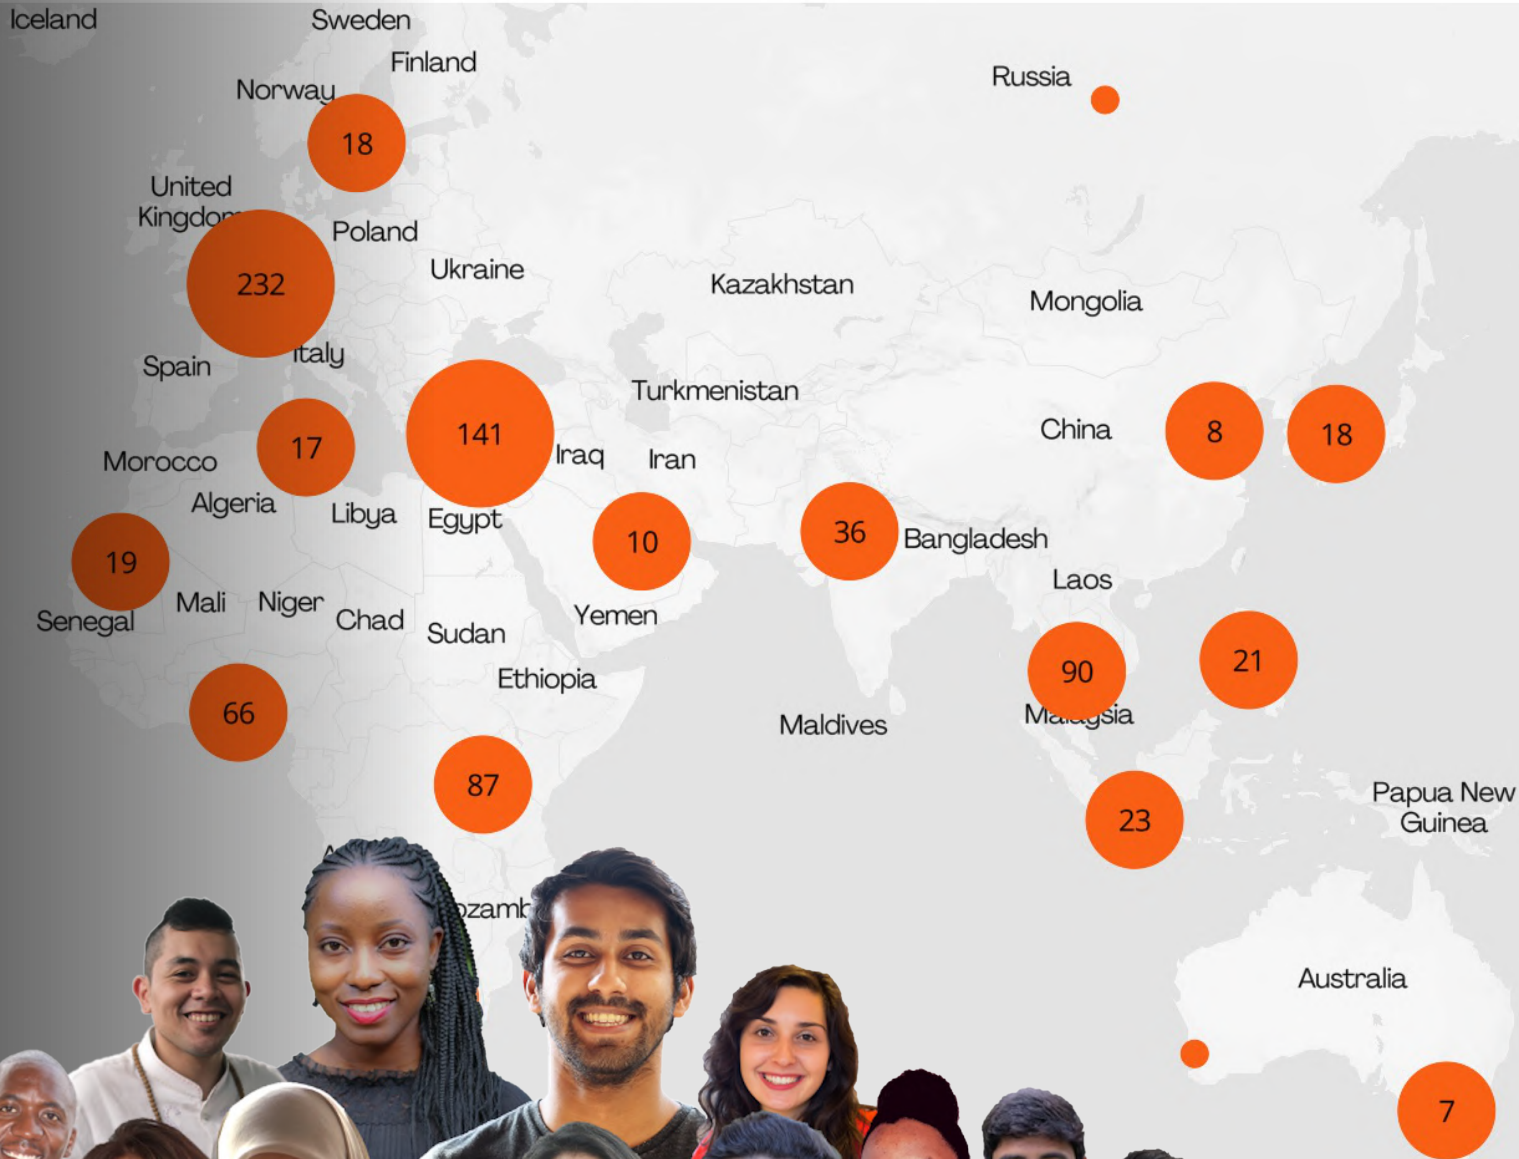 Iceland
Sweden
Finland
Norway
Russia
18
United
Kingdom
Poland
232
Ukraine
Kazakhstan
Mongolia
Italy
Spain
Turkmenistan
141
China
8
18
17
Iraq
Iran
Morocco
Algeria
Libya
Egypt
10
36
Bangladesh
19
Laos
Mali
Niger
Senegal
Chad
Sudan
Yemen
21
90
Ethiopia
66
Malaysia
Maldives
87
23
Papua New
Guinea
Australia
7